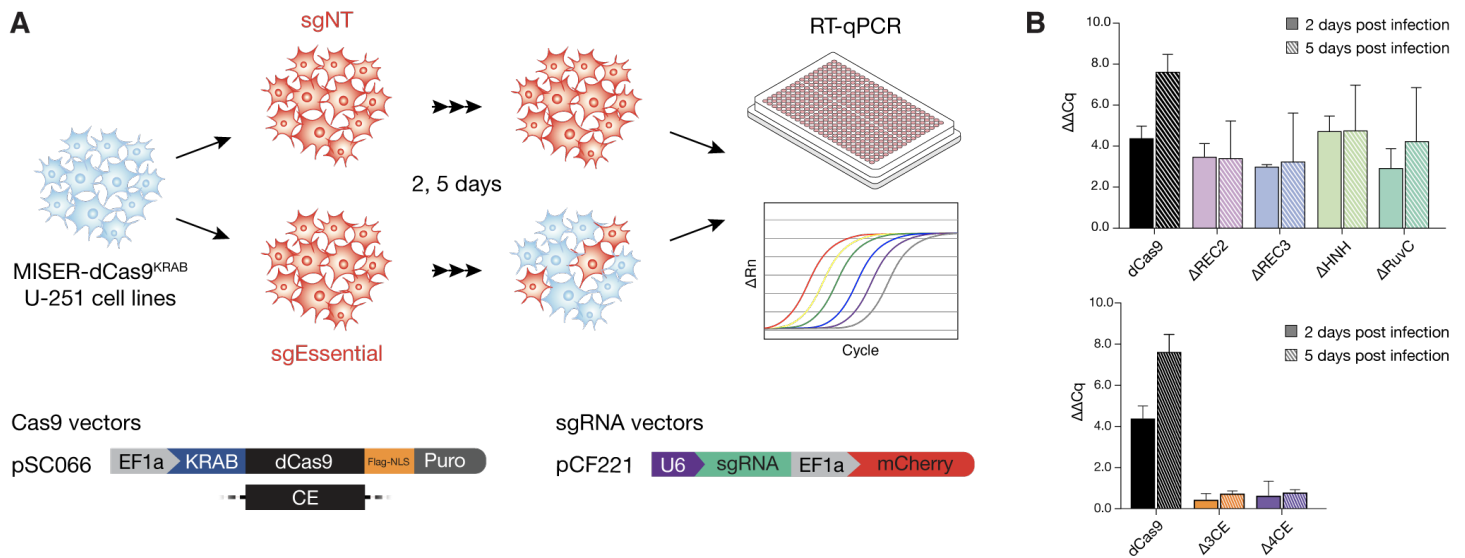 A
sgNT
RT-qPCR
2, 5 days
MISER-dCas9KRAB
U-251 cell lines
sgEssential
ΔRn
Cycle
Cas9 vectors
pSC066
EF1a
KRAB
dCas9
Flag-NLS
Puro
CE
sgRNA vectors
pCF221
U6
sgRNA
EF1a
mCherry
B
10.0
8.0
6.0
4.0
2.0
0.0
ΔΔCq
2 days post infection
5 days post infection
dCas9
ΔREC2
ΔREC3
ΔHNH
ΔRuvC
10.0
8.0
6.0
4.0
2.0
0.0
ΔΔCq
2 days post infection
5 days post infection
dCas9
Δ3CE
Δ4CE